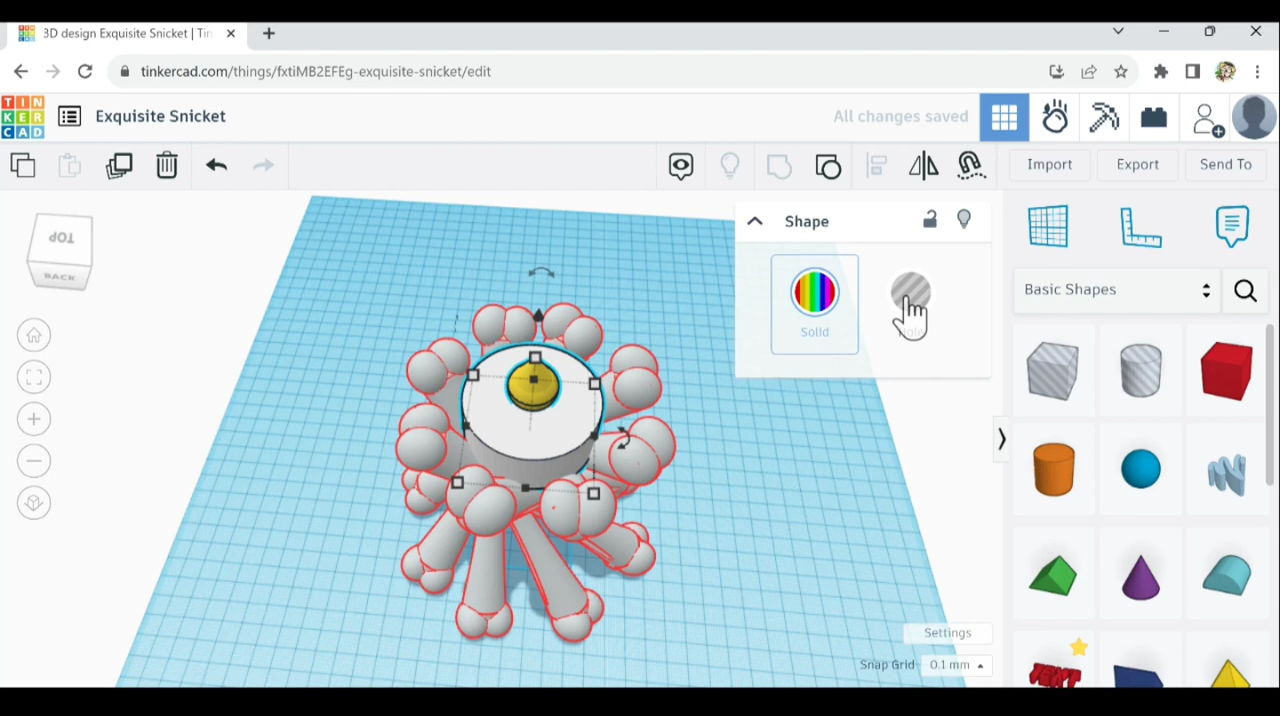 3D design Exquisite Snicket | Tin
tinkercad.com/things/fxtiMB2EFEg-exquisite-snicket/edit
TIN
KER
CAD
Exquisite Snicket
All changes saved
Import
Export
Send To
TOP
BACK
Shape
Solid
Basic Shapes
TEXT
Settings
Snap Grid
0.1 mm